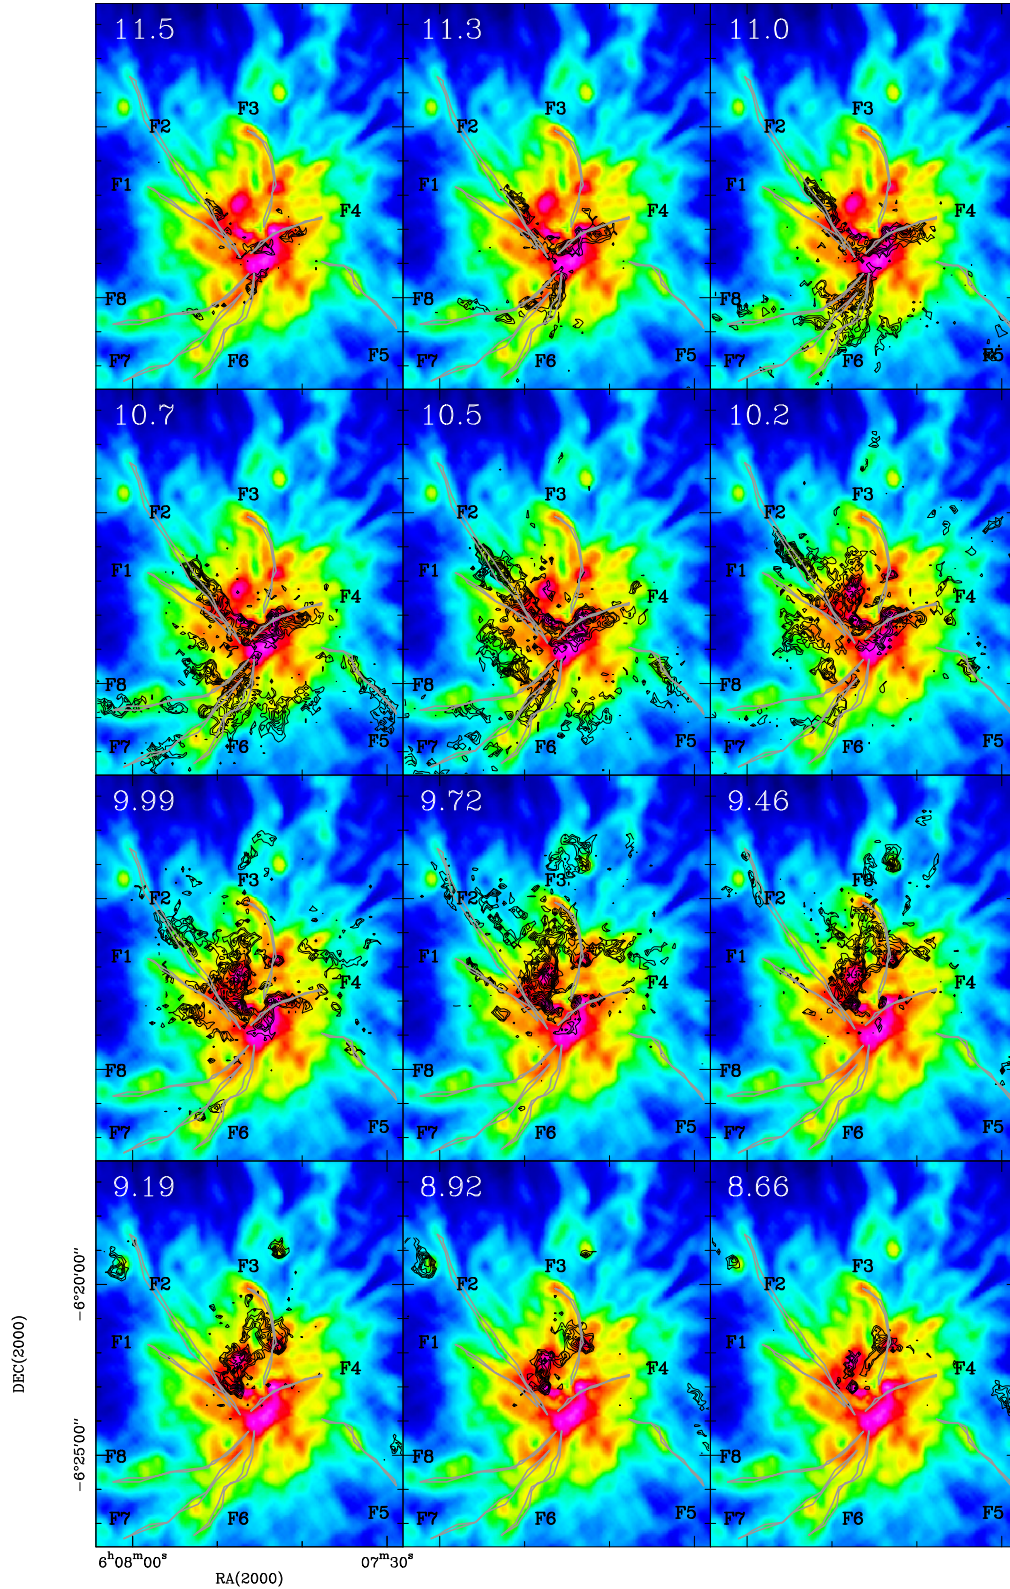 11.5 11.3 11.0
F3 F3 F3
F2 F2 F2
F1 F1 F1
F4 F4 F4
F8 F8 F8
F7 F6 F5 F7 F6 F5 F7 F6 F5
10.7 10.5 10.2
F3 F3 F3
F2 F2 F2
F1 F1 F1
F4 F4 F4
F8 F8 F8
F7 F6 F5 F7 F6 F5 F7 F6 F5
9.99 9.72 9.46
F3 F3 F3
F2 F2 F2
F1 F1 F1
F4 F4 F4
F8 F8 F8
F7 F6 F5 F7 F6 F5 F7 F6 F5
9.19 8.92 8.66
F3 F3 F3
F2 F2 F2
F1 F1 F1
F4 F4 F4
F8 F8 F8
F7 F6 F5 F7 F6 F5 F7 F6 F5
−6°20'00"
DEC(2000)
−6°25'00"
6ʰ08ᵐ00ˢ 07ᵐ30ˢ
RA(2000)